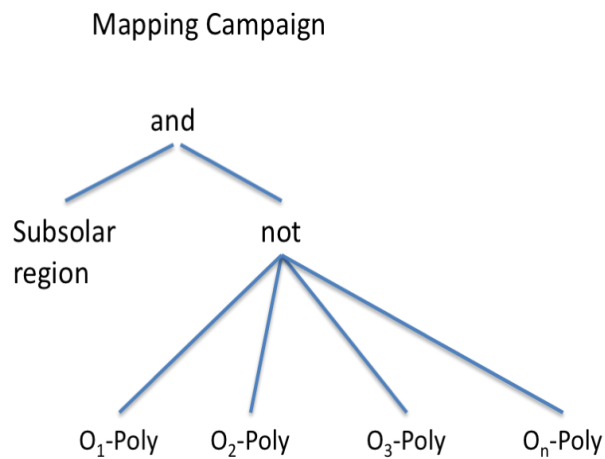 Mapping Campaign
and
Subsolar
region
not
O₁-Poly
O₂-Poly
O₃-Poly
Oₙ-Poly